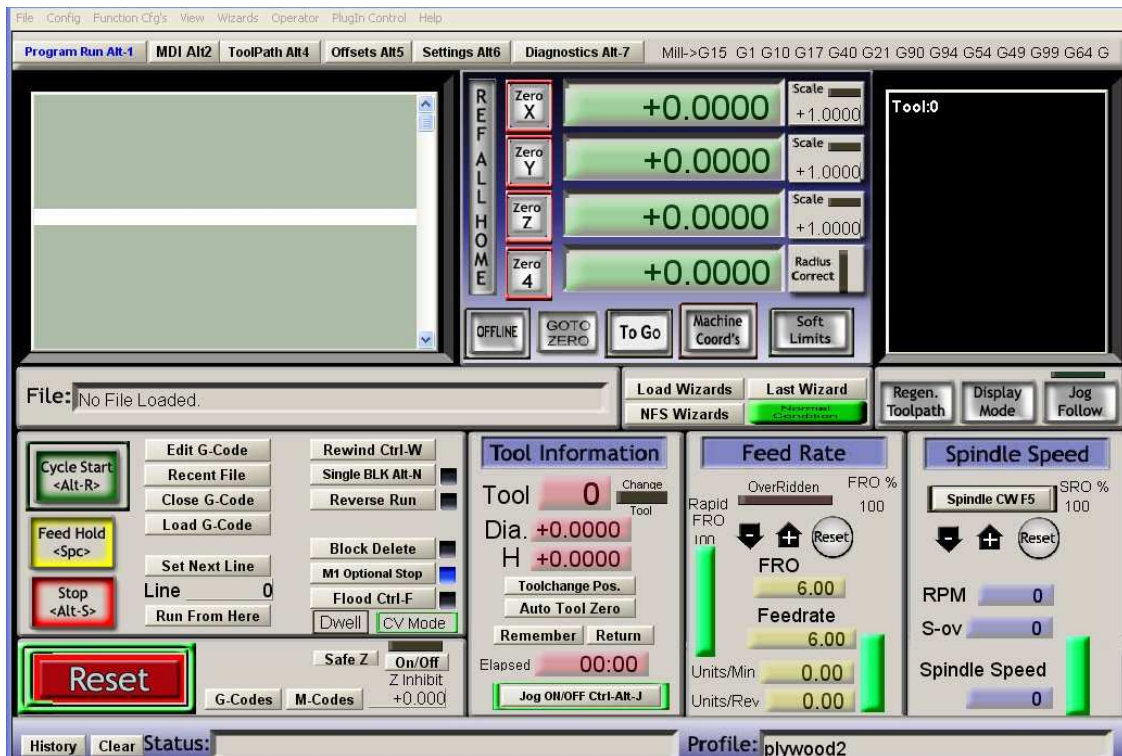 File Config Function Cfg's View Wizards Operator PlugIn Control Help
Program Run Alt-1 MDI Alt2 ToolPath Alt4 Offsets Alt5 Settings Alt6 Diagnostics Alt-7 Mill->G15 G1 G10 G17 G40 G21 G90 G94 G54 G49 G99 G64 G
REF ALL HOME
Zero X +0.0000 Scale +1.0000
Zero Y +0.0000 Scale +1.0000
Zero Z +0.0000 Scale +1.0000
Zero 4 +0.0000 Radius Correct
OFFLINE GOTO ZERO To Go Machine Coord's Soft Limits
Tool:0
File: No File Loaded.
Load Wizards Last Wizard
NFS Wizards Normal Condition
Regen. Toolpath Display Mode Jog Follow
Cycle Start <Alt-R>
Feed Hold <Spc>
Stop <Alt-S>
Edit G-Code
Recent File
Close G-Code
Load G-Code
Set Next Line
Line 0
Run From Here
Rewind Ctrl-W
Single BLK Alt-N
Reverse Run
Block Delete
M1 Optional Stop
Flood Ctrl-F
Dwell CV Mode
Reset
Safe Z On/Off
Z Inhibit
+0.000
G-Codes M-Codes
Tool Information
Tool 0 Change Tool
Dia. +0.0000
H +0.0000
Toolchange Pos.
Auto Tool Zero
Remember Return
Elapsed 00:00
Jog ON/OFF Ctrl-Alt-J
Feed Rate
OverRidden FRO %
100
Rapid FRO
100
Reset
FRO
6.00
Feedrate
6.00
Units/Min 0.00
Units/Rev 0.00
Spindle Speed
Spindle CW F5 SRO %
100
Reset
RPM 0
S-ov 0
Spindle Speed
0
History Clear Status: Profile: plywood2